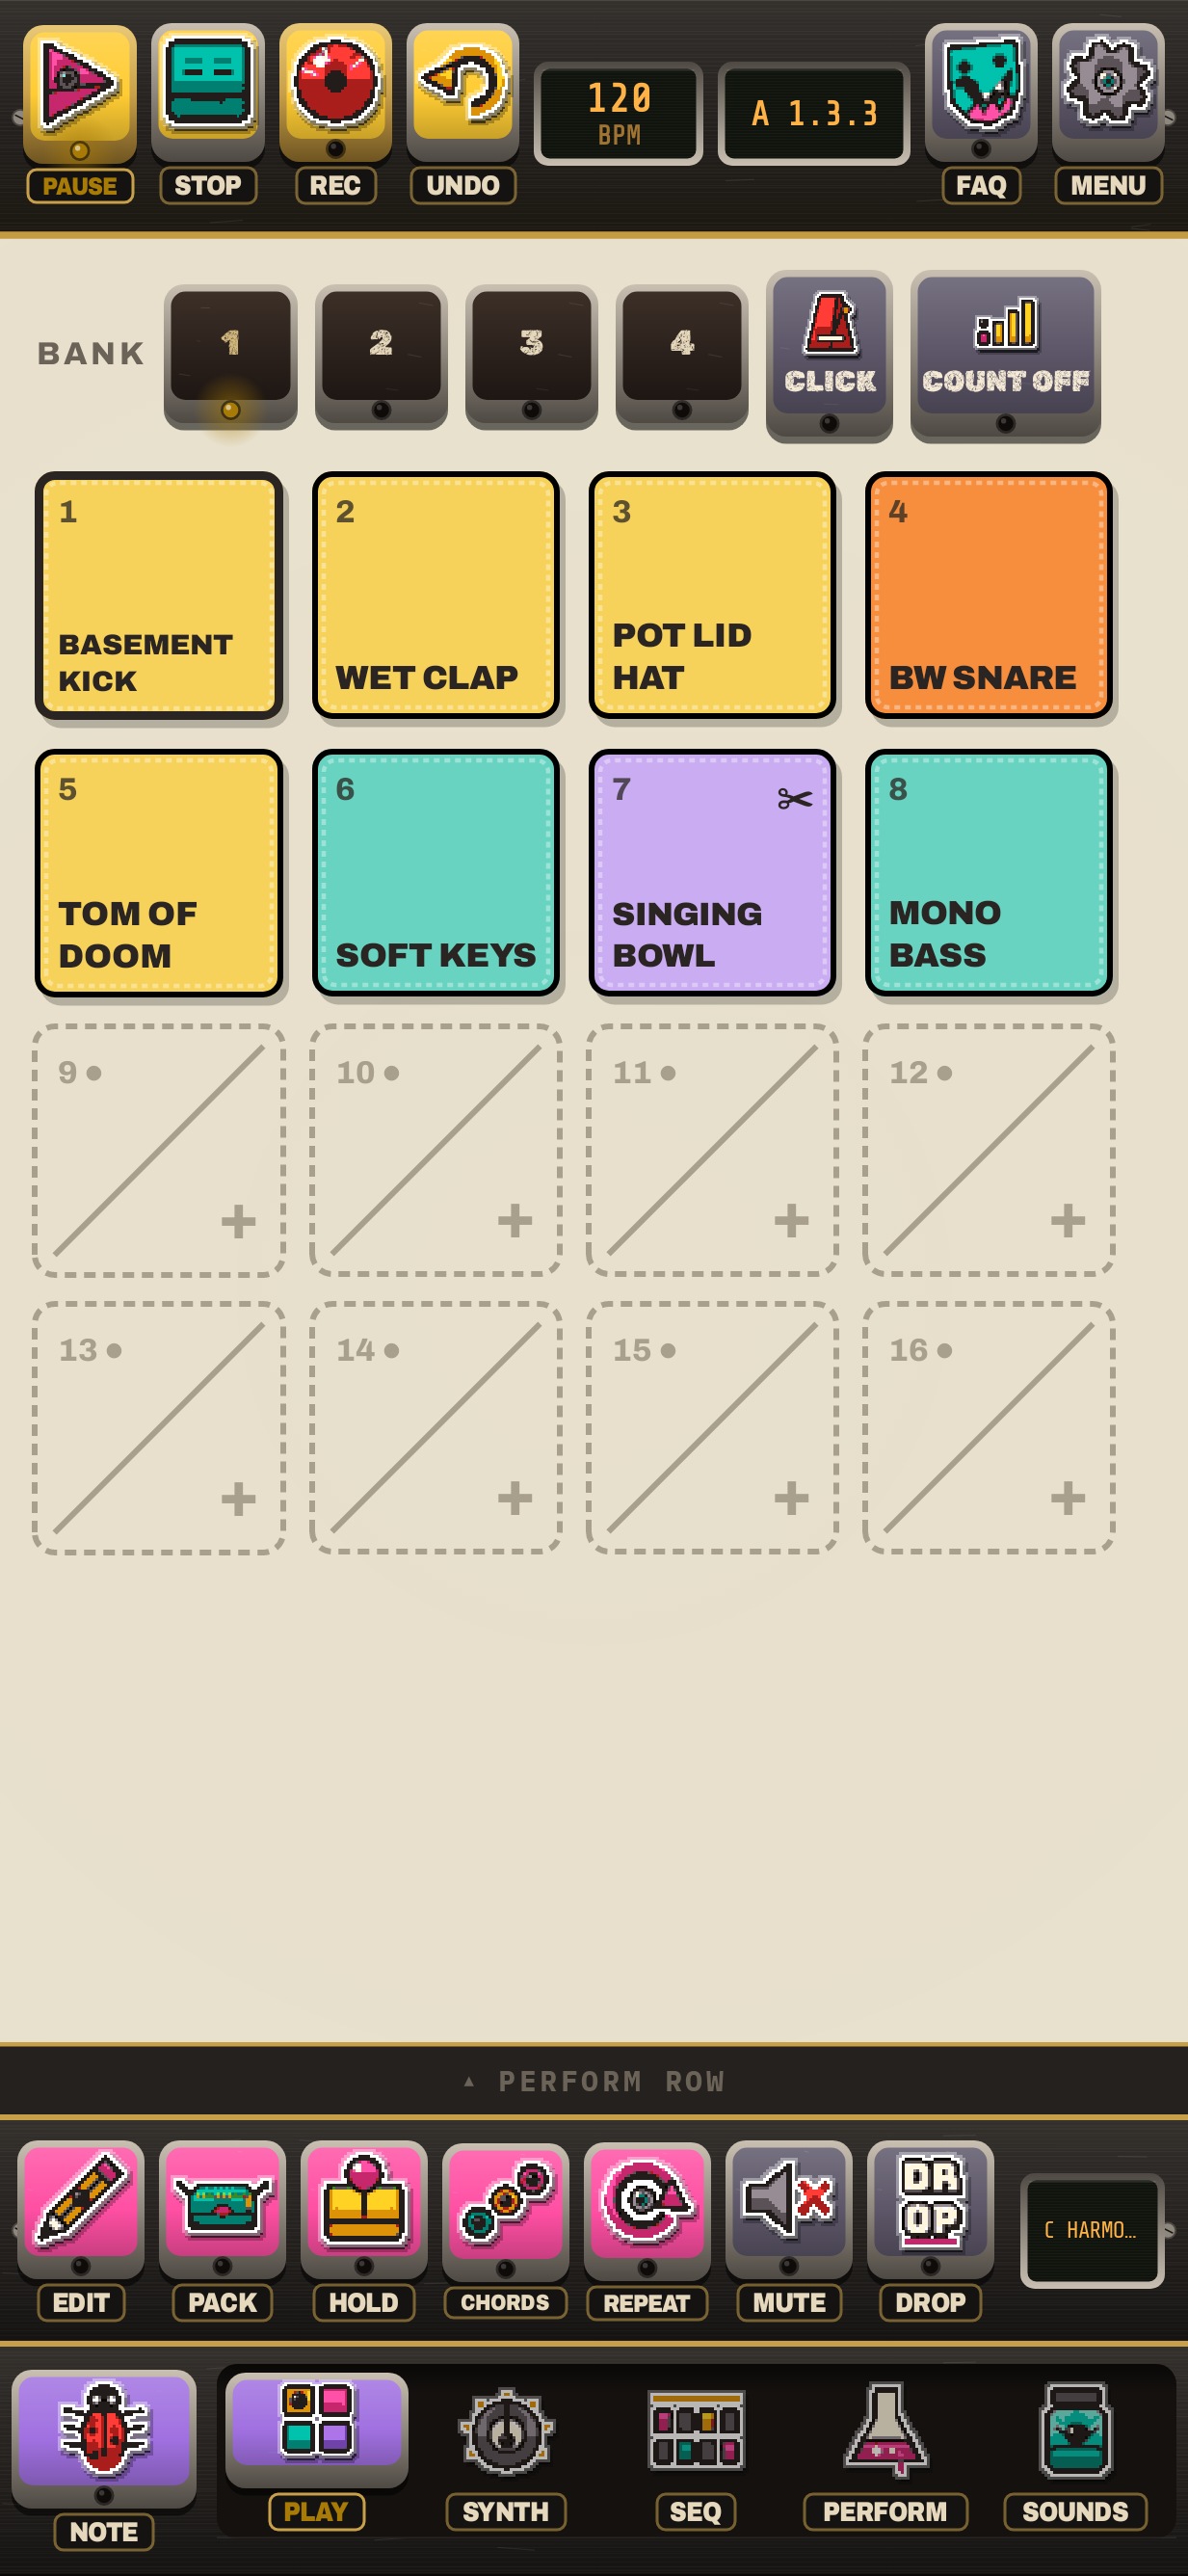 120
BPM
A 1.3.3
PAUSE STOP REC UNDO FAQ MENU
BANK 1 2 3 4 CLICK COUNT OFF
1
BASEMENT
KICK
2
WET CLAP
3
POT LID
HAT
4
BW SNARE
5
TOM OF
DOOM
6
SOFT KEYS
7
SINGING
BOWL
8
MONO
BASS
9
10
11
12
13
14
15
16
▲ PERFORM ROW
DR
OP
C HARMO…
EDIT PACK HOLD CHORDS REPEAT MUTE DROP
NOTE PLAY SYNTH SEQ PERFORM SOUNDS